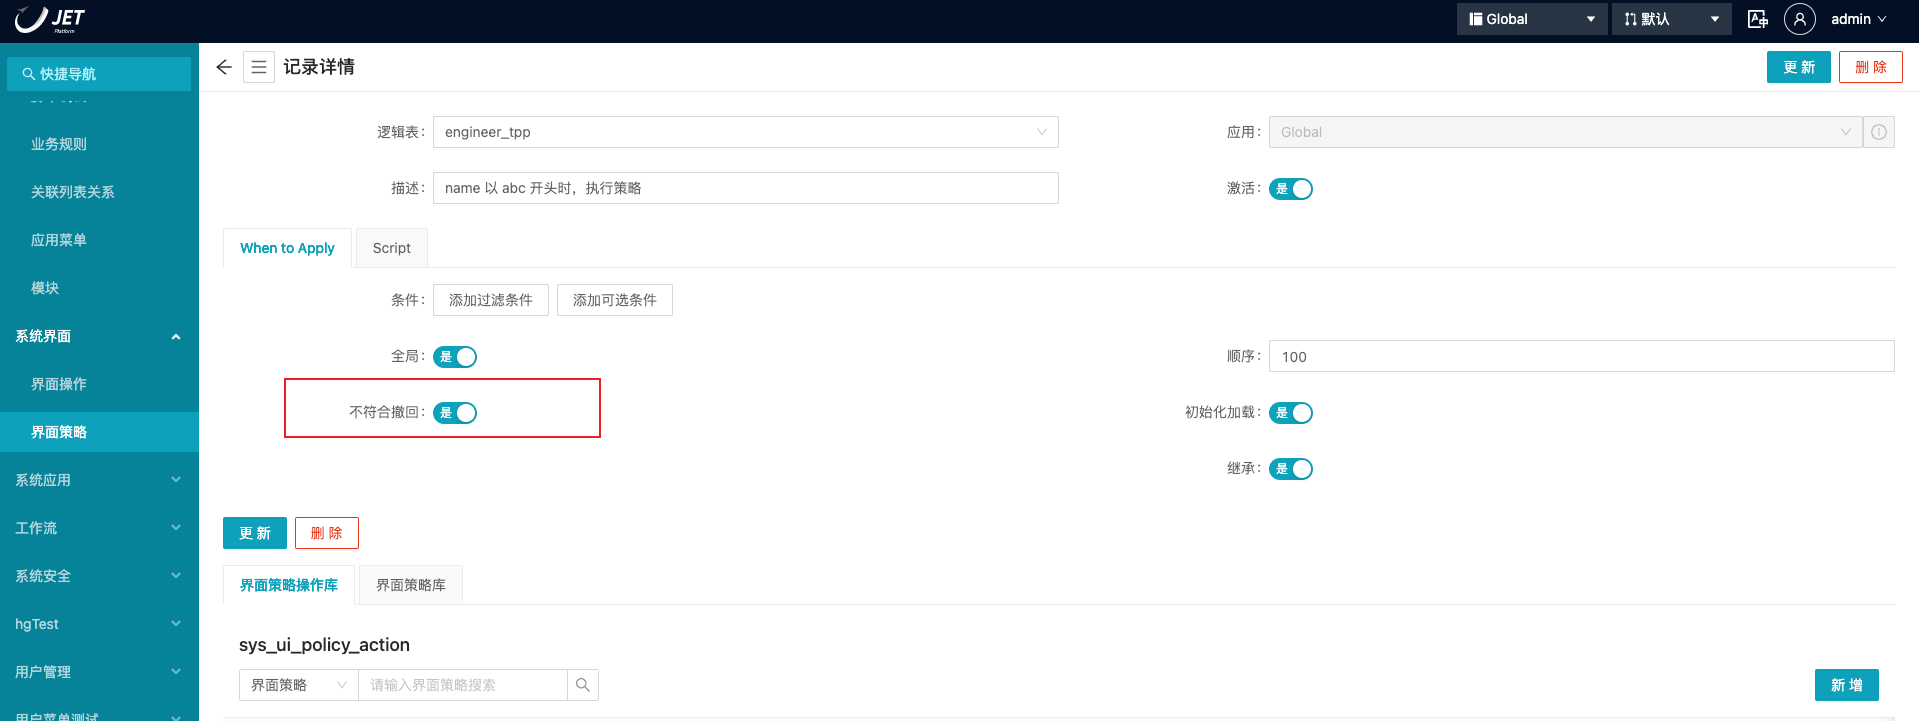 JET
Platform
Global
默认
admin
快捷导航
记录详情
更 新
删 除
业务规则
关联列表关系
应用菜单
模块
系统界面
界面操作
界面策略
系统应用
工作流
系统安全
hgTest
用户管理
用户菜单测试
逻辑表:
engineer_tpp
应用:
Global
描述:
name 以 abc 开头时，执行策略
激活:
是
When to Apply
Script
条件:
添加过滤条件
添加可选条件
全局:
是
顺序:
100
不符合撤回:
是
初始化加载:
是
继承:
是
更 新
删 除
界面策略操作库
界面策略库
sys_ui_policy_action
界面策略
请输入界面策略搜索
新 增